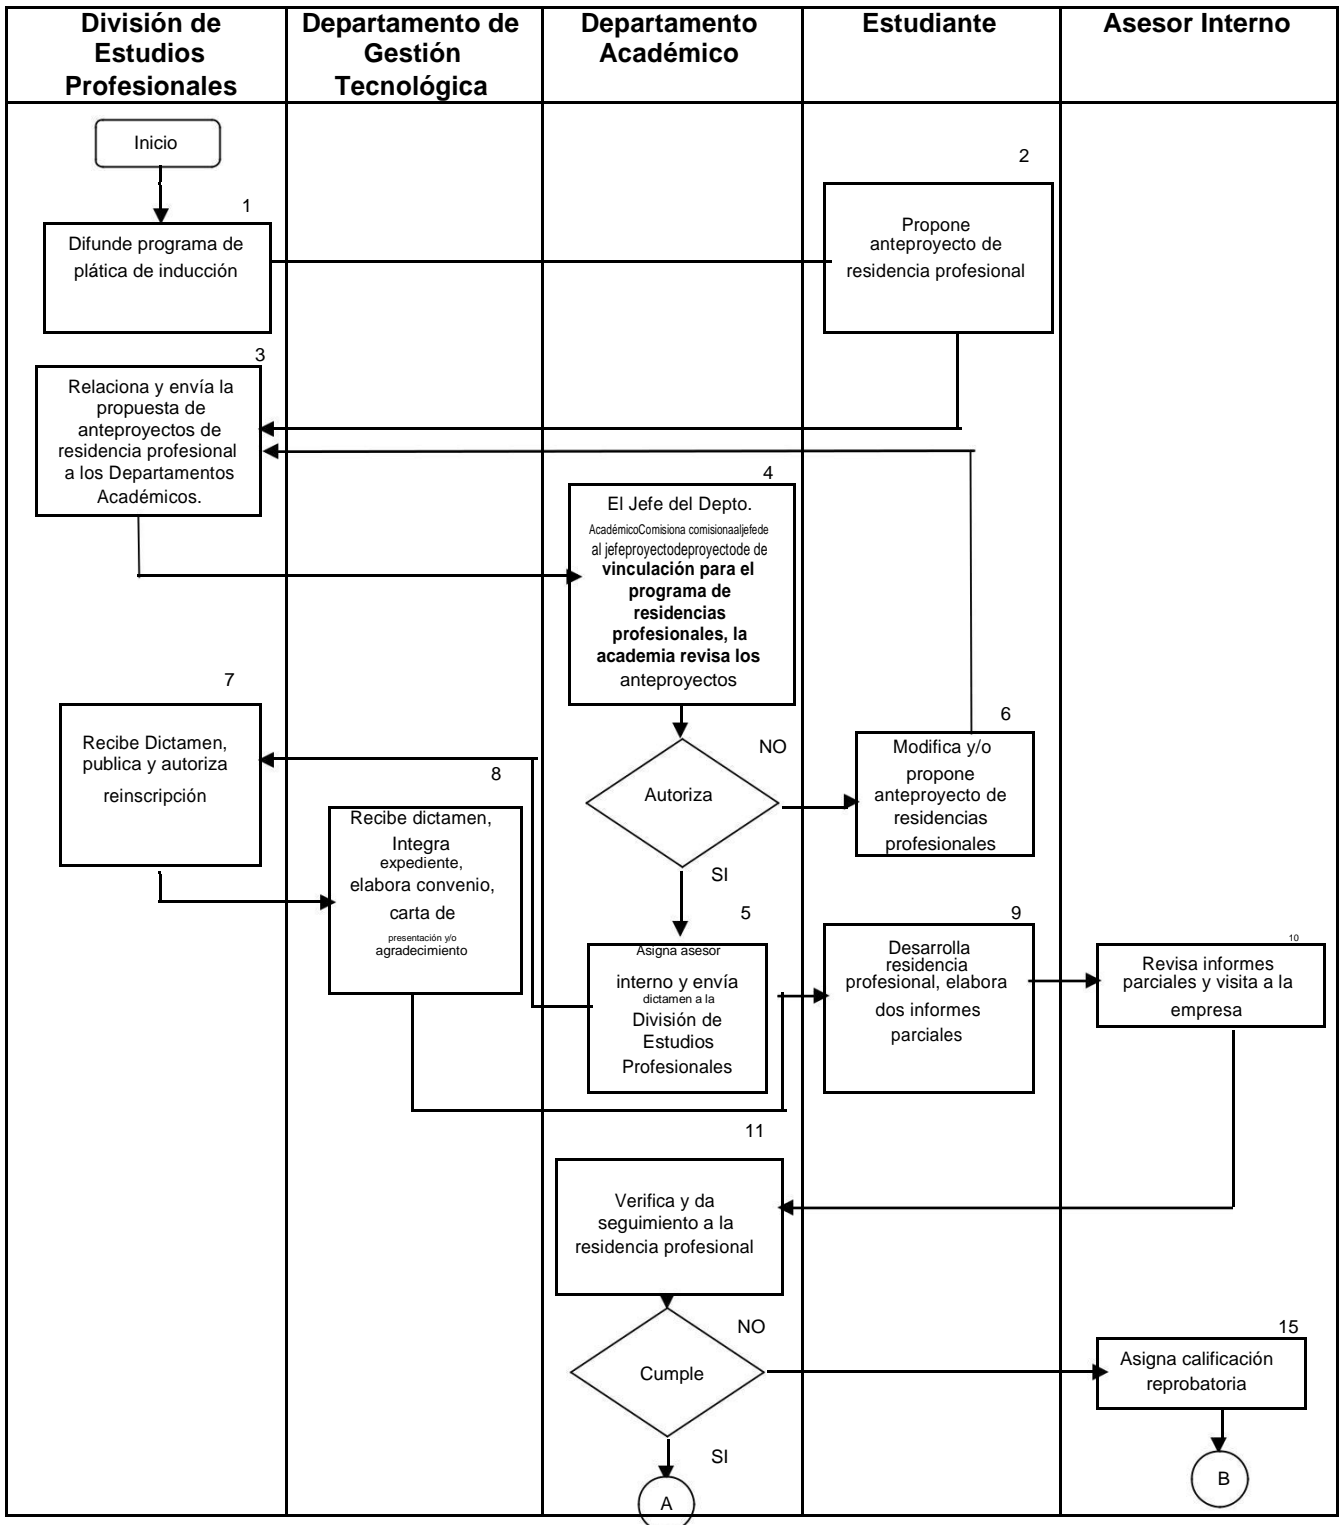 División de
Estudios
Profesionales
Departamento de
Gestión
Tecnológica
Departamento
Académico
Estudiante
Asesor Interno
Inicio
1
Difunde programa de
plática de inducción
2
Propone
anteproyecto de
residencia profesional
3
Relaciona y envía la
propuesta de
anteproyectos de
residencia profesional
a los Departamentos
Académicos.
4
El Jefe del Depto.
AcadémicoComisiona comisionaaljefede
al jefeproyectodeproyectode de
vinculación para el
programa de
residencias
profesionales, la
academia revisa los
anteproyectos
Autoriza
NO
SI
6
Modifica y/o
propone
anteproyecto de
residencias
profesionales
7
Recibe Dictamen,
publica y autoriza
reinscripción
8
Recibe dictamen,
Integra
expediente,
elabora convenio,
carta de
presentación y/o
agradecimiento
5
Asigna asesor
interno y envía
dictamen a la
División de
Estudios
Profesionales
9
Desarrolla
residencia
profesional, elabora
dos informes
parciales
10
Revisa informes
parciales y visita a la
empresa
11
Verifica y da
seguimiento a la
residencia profesional
Cumple
NO
SI
15
Asigna calificación
reprobatoria
A
B